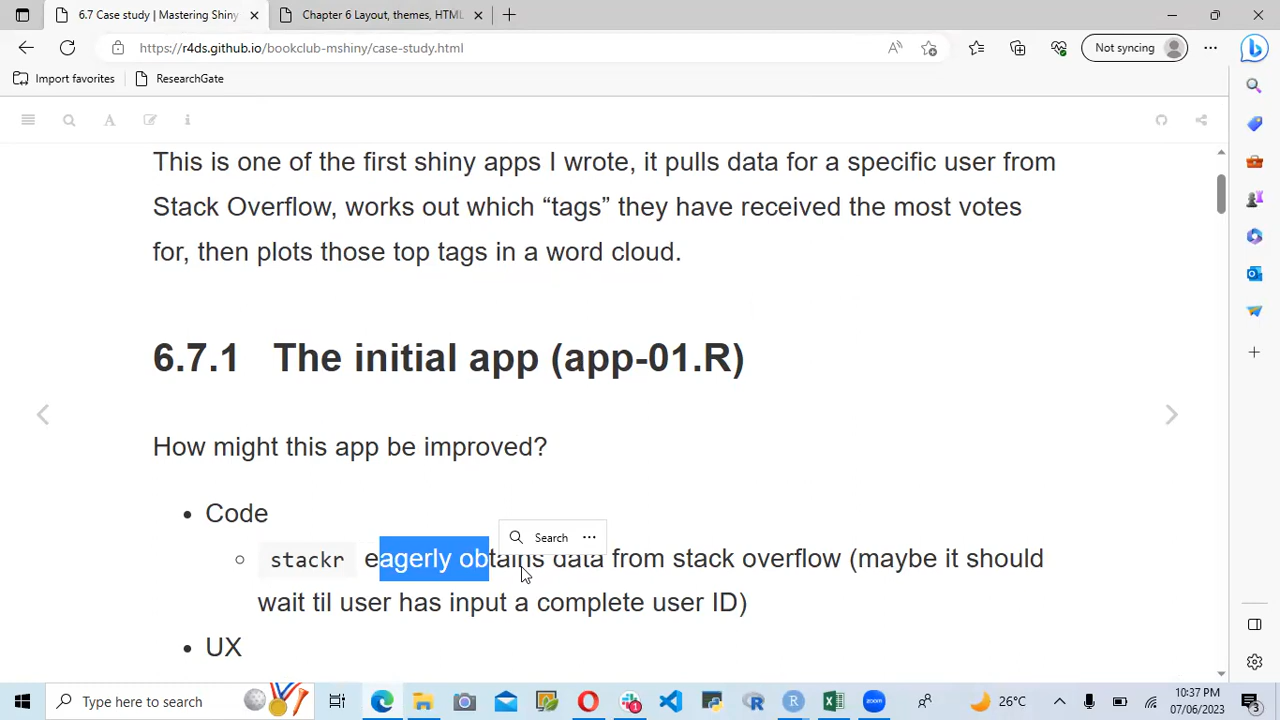 6.7 Case study | Mastering Shiny
Chapter 6 Layout, themes, HTML
https://r4ds.github.io/bookclub-mshiny/case-study.html
Not syncing
Import favorites
ResearchGate
This is one of the first shiny apps I wrote, it pulls data for a specific user from
Stack Overflow, works out which “tags” they have received the most votes
for, then plots those top tags in a word cloud.
6.7.1 The initial app (app-01.R)
How might this app be improved?
Code
Search
stackr eagerly obtains data from stack overflow (maybe it should
wait til user has input a complete user ID)
UX
Type here to search
26°C
10:37 PM
07/06/2023